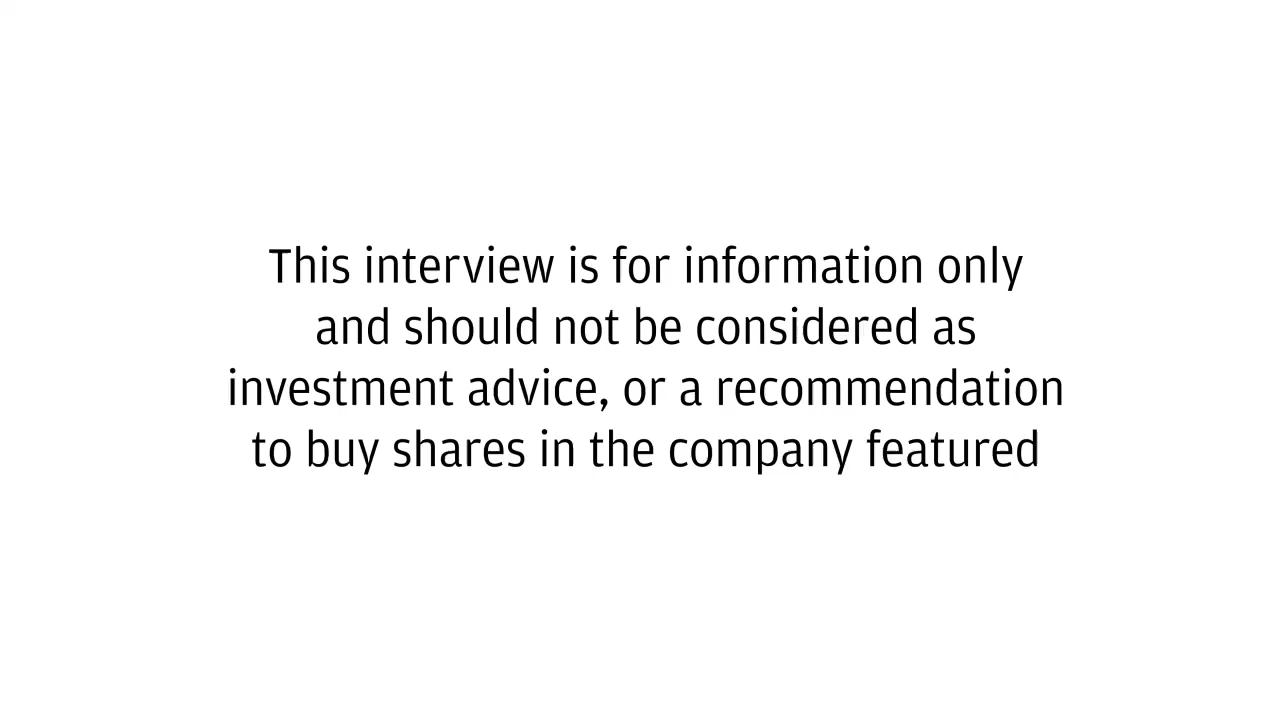 This interview is for information only
and should not be considered as
investment advice, or a recommendation
to buy shares in the company featured